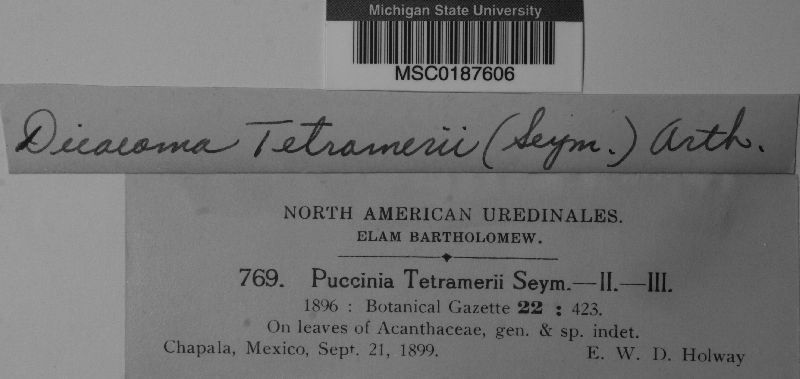 Michigan State University
MSC0187606
Dicaeoma Tetramerii (Seym.) Arth.
NORTH AMERICAN UREDINALES.
ELAM BARTHOLOMEW.
769. Puccinia Tetramerii Seym.—II.—III.
1896 : Botanical Gazette 22 : 423.
On leaves of Acanthaceae, gen. & sp. indet.
Chapala, Mexico, Sept. 21, 1899. E. W. D. Holway